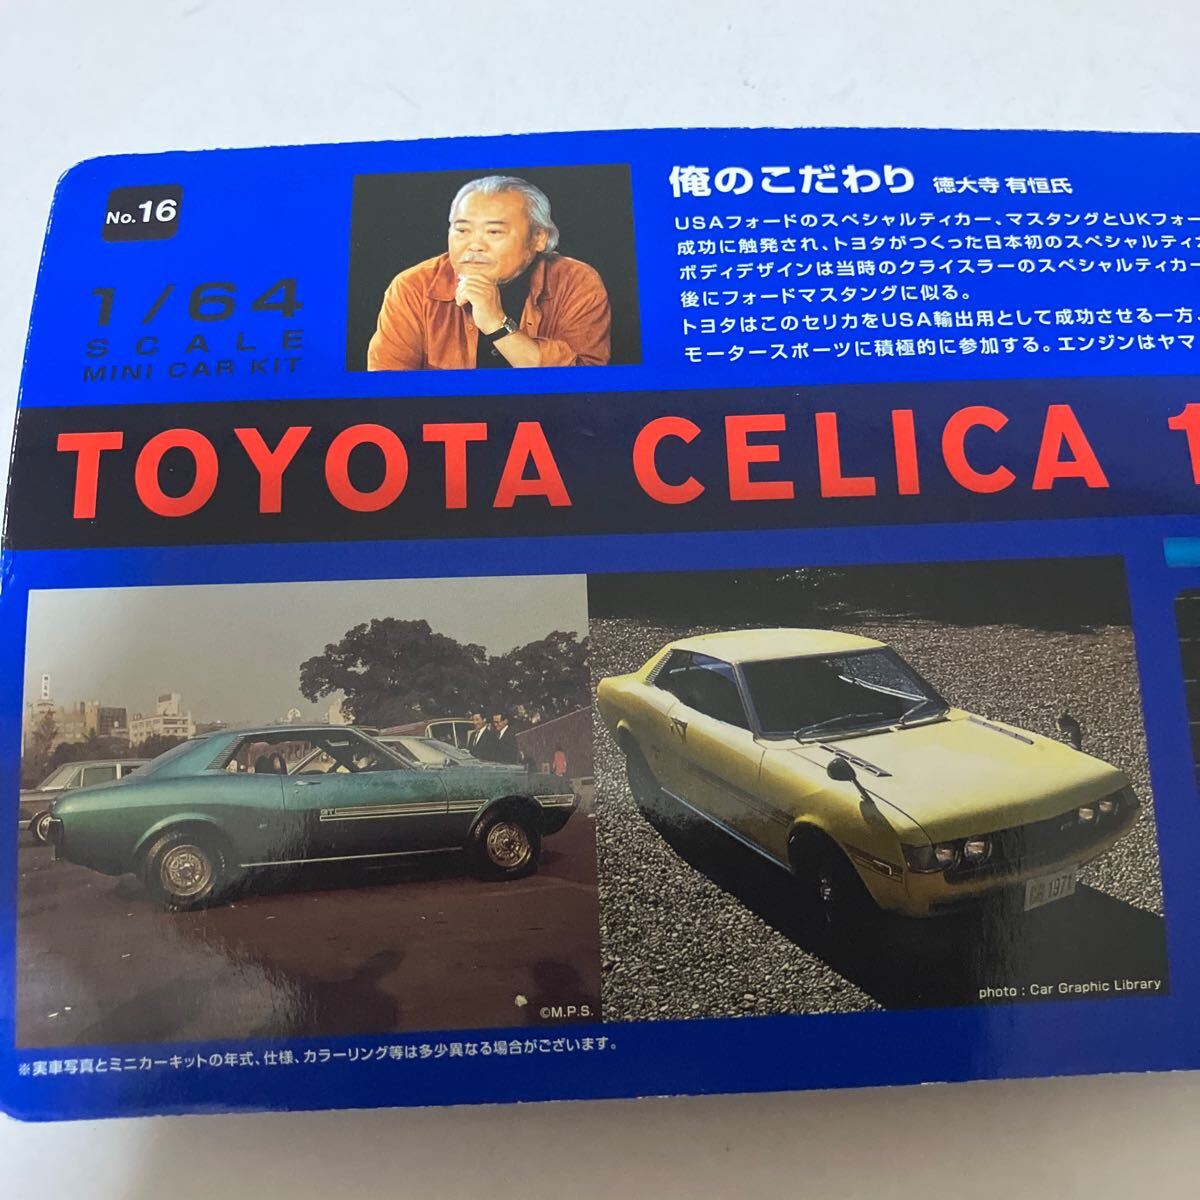 No.16
1/64
SCALE
MINI CAR KIT
俺のこだわり 徳大寺 有恒氏
USAフォードのスペシャルティカー、マスタングとUKフォー
成功に触発され、トヨタがつくった日本初のスペシャルティカ
ボディデザインは当時のクライスラーのスペシャルティカー
後にフォードマスタングに似る。
トヨタはこのセリカをUSA輸出用として成功させる一方、
モータースポーツに積極的に参加する。エンジンはヤマ
TOYOTA CELICA 1
GT
1971
©M.P.S.
photo : Car Graphic Library
※実車写真とミニカーキットの年式、仕様、カラーリング等は多少異なる場合がございます。